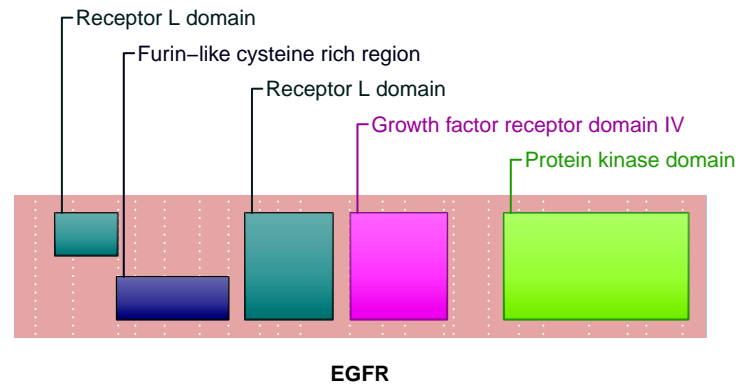 Receptor L domain
Furin−like cysteine rich region
Receptor L domain
Growth factor receptor domain IV
Protein kinase domain
EGFR